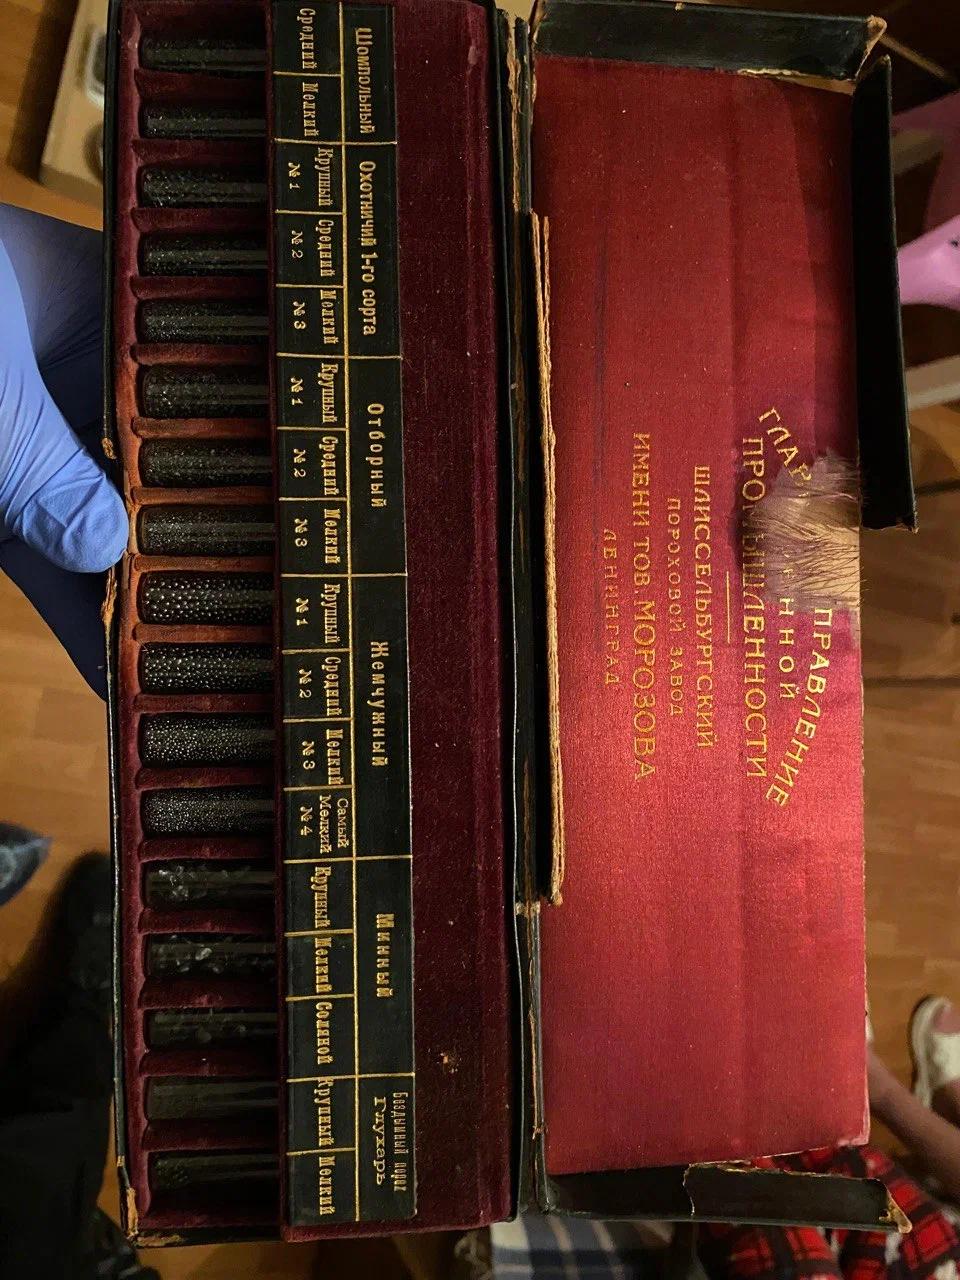 ПРАВЛЕНИЕ
ННОЙ
ПРОМЫШЛЕННОСТИ
ШЛИССЕЛЬБУРГСКИЙ
ПОРОХОВОЙ ЗАВОД
ИМЕНИ ТОВ. МОРОЗОВА
ЛЕНИНГРАД
Шомпольный
Средний
Мелкий
Охотничий 1-го сорта
Крупный
№ 1
Средний
№ 2
Мелкий
№ 3
Отборный
Крупный
№ 1
Средний
№ 2
Мелкий
№ 3
Жемчужный
Крупный
№ 1
Средний
№ 2
Мелкий
№ 3
Самый
Мелкий
№ 4
Минный
Крупный
Мелкий
Соляной
Бездымный порох
Глухарь
Крупный
Мелкий